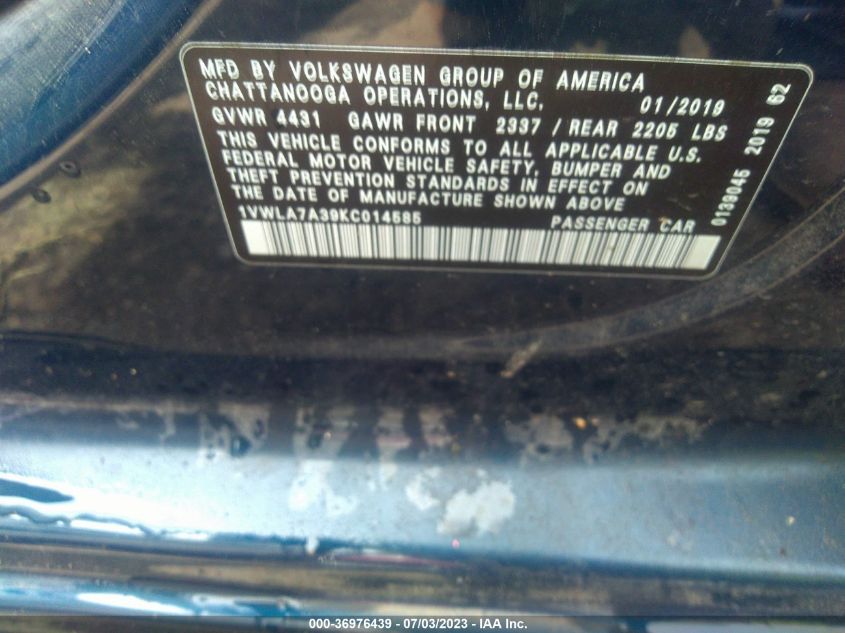 MFD BY VOLKSWAGEN GROUP OF AMERICA
CHATTANOOGA OPERATIONS, LLC. 01/2019
GVWR 4431 GAWR FRONT 2337 / REAR 2205 LBS
THIS VEHICLE CONFORMS TO ALL APPLICABLE U.S.
FEDERAL MOTOR VEHICLE SAFETY, BUMPER AND
THEFT PREVENTION STANDARDS IN EFFECT ON
THE DATE OF MANUFACTURE SHOWN ABOVE
1VWLA7A39KC014585 PASSENGER CAR
0139045 2019 62
000-36976439 - 07/03/2023 - IAA Inc.